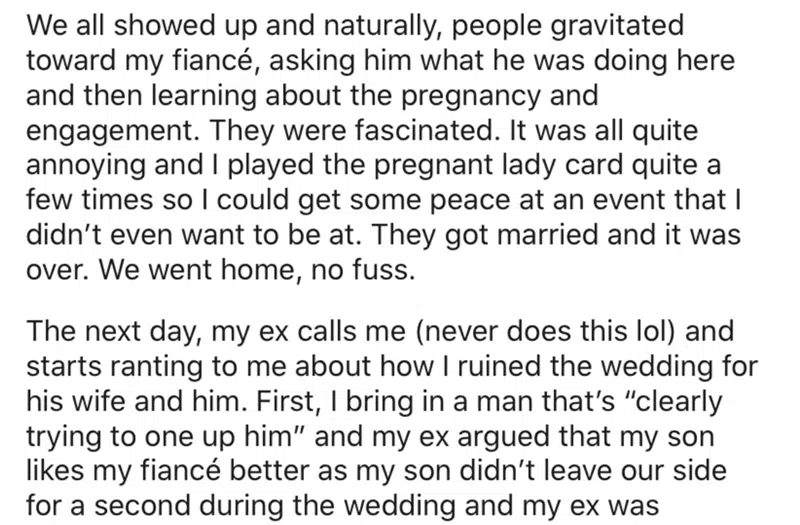 We all showed up and naturally, people gravitated
toward my fiancé, asking him what he was doing here
and then learning about the pregnancy and
engagement. They were fascinated. It was all quite
annoying and I played the pregnant lady card quite a
few times so I could get some peace at an event that I
didn’t even want to be at. They got married and it was
over. We went home, no fuss.
The next day, my ex calls me (never does this lol) and
starts ranting to me about how I ruined the wedding for
his wife and him. First, I bring in a man that’s “clearly
trying to one up him” and my ex argued that my son
likes my fiancé better as my son didn’t leave our side
for a second during the wedding and my ex was